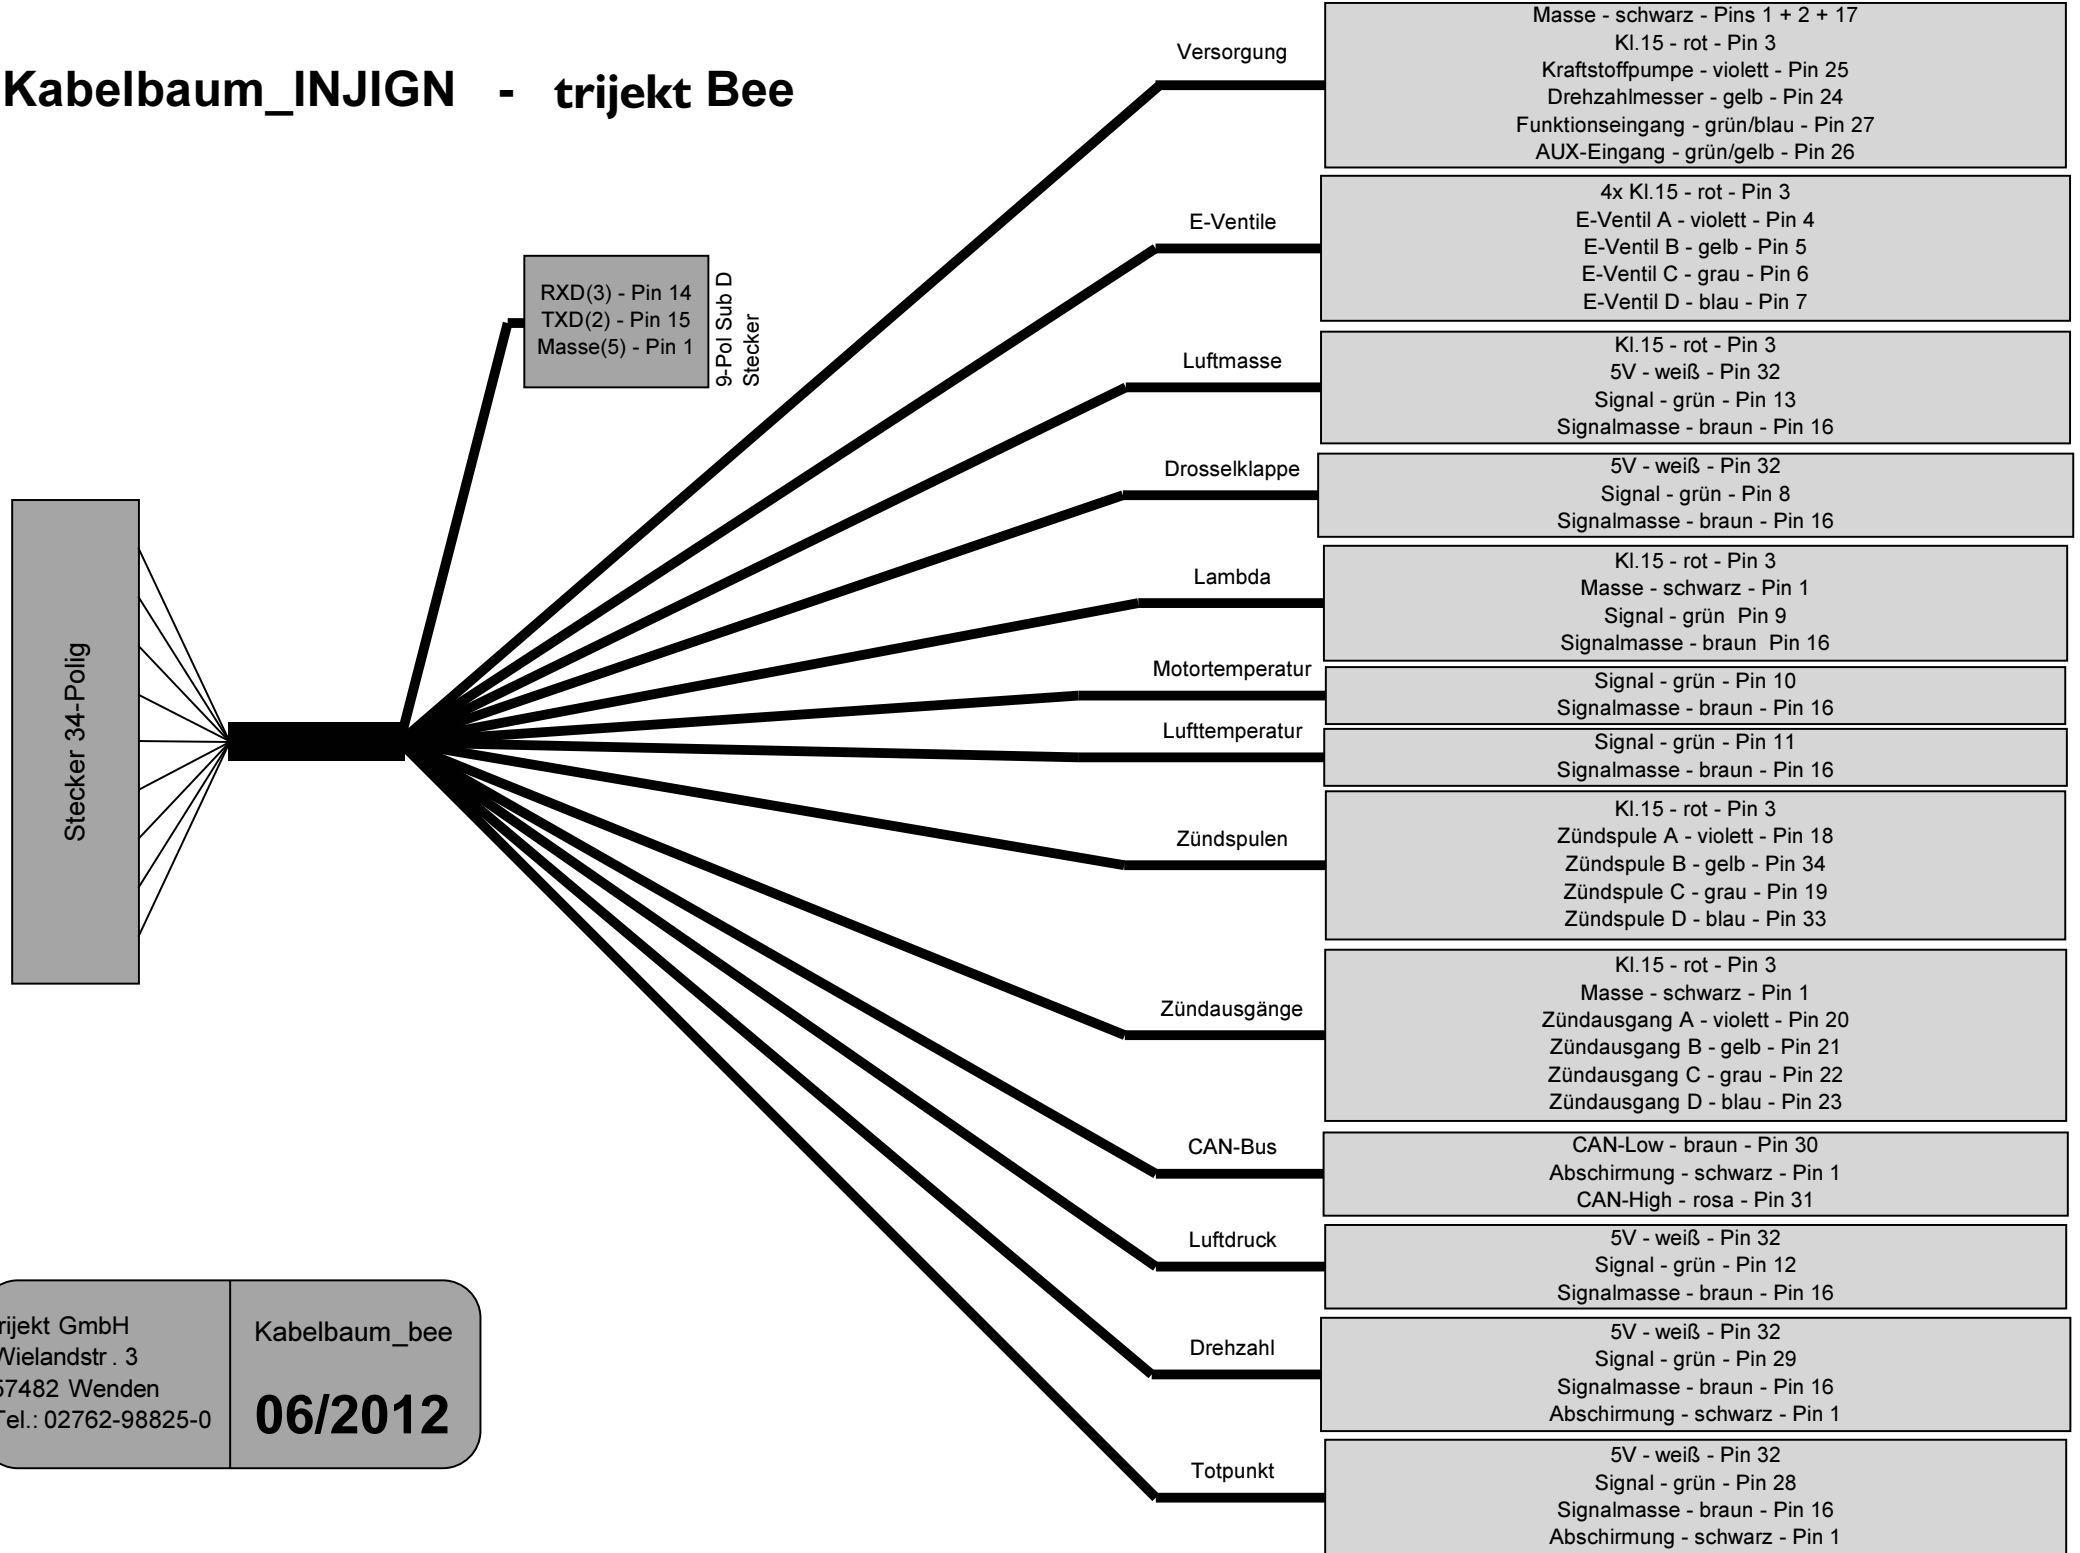 Kabelbaum_INJIGN - trijekt Bee
RXD(3) - Pin 14
TXD(2) - Pin 15
Masse(5) - Pin 1
9-Pol Sub D
Stecker
Stecker 34-Polig
Versorgung
Masse - schwarz - Pins 1 + 2 + 17
Kl.15 - rot - Pin 3
Kraftstoffpumpe - violett - Pin 25
Drehzahlmesser - gelb - Pin 24
Funktionseingang - grün/blau - Pin 27
AUX-Eingang - grün/gelb - Pin 26
E-Ventile
4x Kl.15 - rot - Pin 3
E-Ventil A - violett - Pin 4
E-Ventil B - gelb - Pin 5
E-Ventil C - grau - Pin 6
E-Ventil D - blau - Pin 7
Luftmasse
Kl.15 - rot - Pin 3
5V - weiß - Pin 32
Signal - grün - Pin 13
Signalmasse - braun - Pin 16
Drosselklappe
5V - weiß - Pin 32
Signal - grün - Pin 8
Signalmasse - braun - Pin 16
Lambda
Kl.15 - rot - Pin 3
Masse - schwarz - Pin 1
Signal - grün Pin 9
Signalmasse - braun Pin 16
Motortemperatur
Signal - grün - Pin 10
Signalmasse - braun - Pin 16
Lufttemperatur
Signal - grün - Pin 11
Signalmasse - braun - Pin 16
Zündspulen
Kl.15 - rot - Pin 3
Zündspule A - violett - Pin 18
Zündspule B - gelb - Pin 34
Zündspule C - grau - Pin 19
Zündspule D - blau - Pin 33
Zündausgänge
Kl.15 - rot - Pin 3
Masse - schwarz - Pin 1
Zündausgang A - violett - Pin 20
Zündausgang B - gelb - Pin 21
Zündausgang C - grau - Pin 22
Zündausgang D - blau - Pin 23
CAN-Bus
CAN-Low - braun - Pin 30
Abschirmung - schwarz - Pin 1
CAN-High - rosa - Pin 31
Luftdruck
5V - weiß - Pin 32
Signal - grün - Pin 12
Signalmasse - braun - Pin 16
Drehzahl
5V - weiß - Pin 32
Signal - grün - Pin 29
Signalmasse - braun - Pin 16
Abschirmung - schwarz - Pin 1
Totpunkt
5V - weiß - Pin 32
Signal - grün - Pin 28
Signalmasse - braun - Pin 16
Abschirmung - schwarz - Pin 1
rijekt GmbH
Wielandstr. 3
57482 Wenden
Tel.: 02762-98825-0
Kabelbaum_bee
06/2012